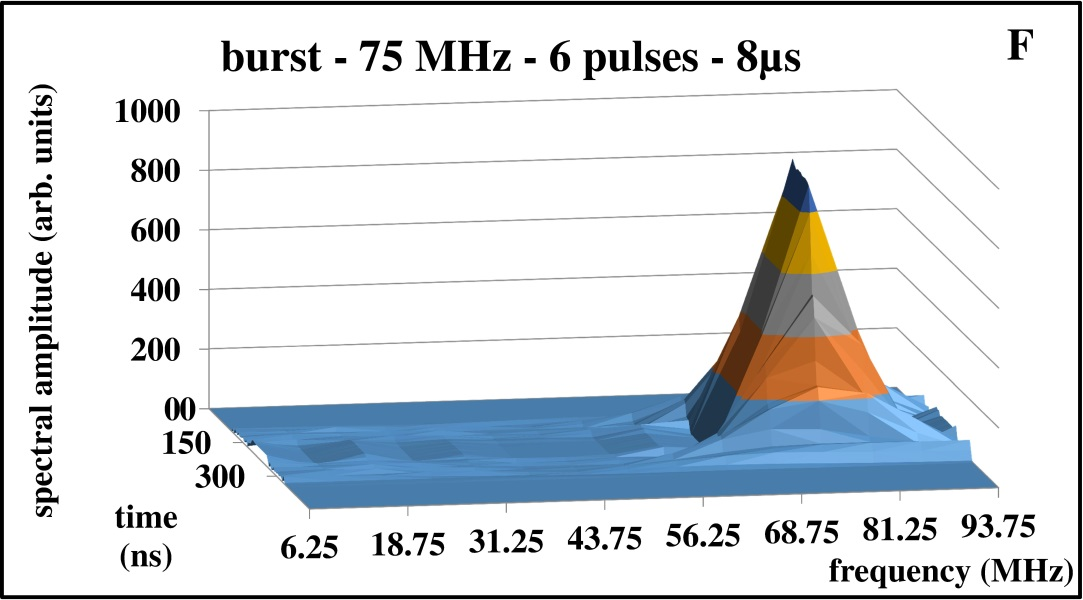 burst - 75 MHz - 6 pulses - 8µs
F
spectral amplitude (arb. units)
1000
800
600
400
200
00
150
300
time
(ns)
6.25 18.75 31.25 43.75 56.25 68.75 81.25 93.75
frequency (MHz)